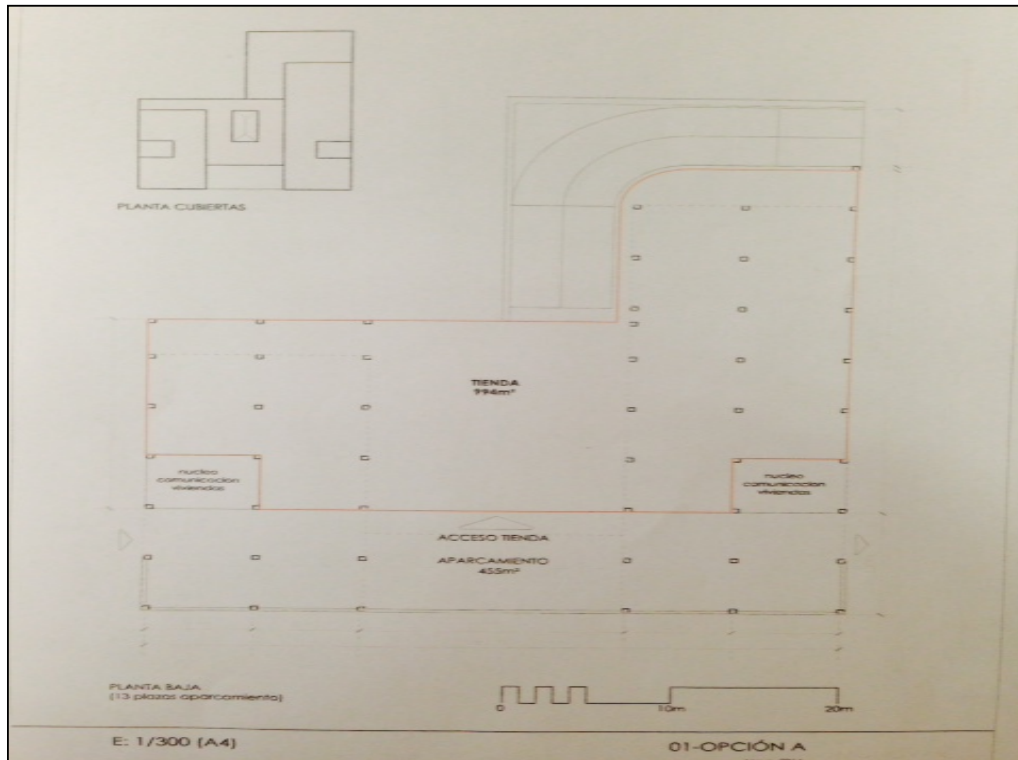 PLANTA CUBIERTAS
TIENDA
994m²
nucleo
comunicacion
viviendas
nucleo
comunicacion
viviendas
ACCESO TIENDA
APARCAMIENTO
455m²
PLANTA BAJA
(13 plazas aparcamiento)
0 10m 20m
E: 1/300 (A4)
01-OPCIÓN A